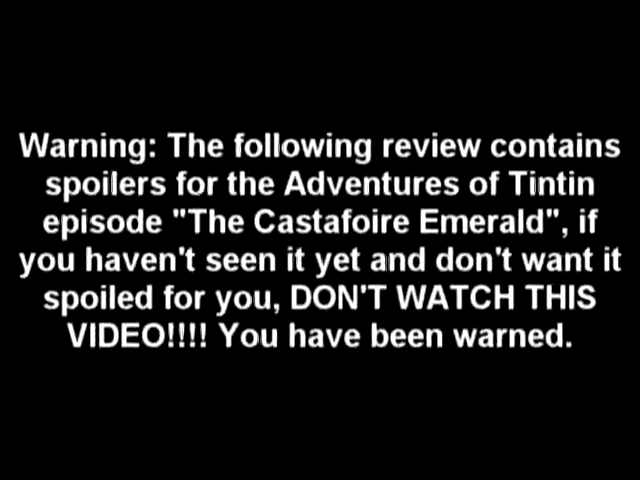 Warning: The following review contains
spoilers for the Adventures of Tintin
episode "The Castafoire Emerald", if
you haven't seen it yet and don't want it
spoiled for you, DON'T WATCH THIS
VIDEO!!!! You have been warned.